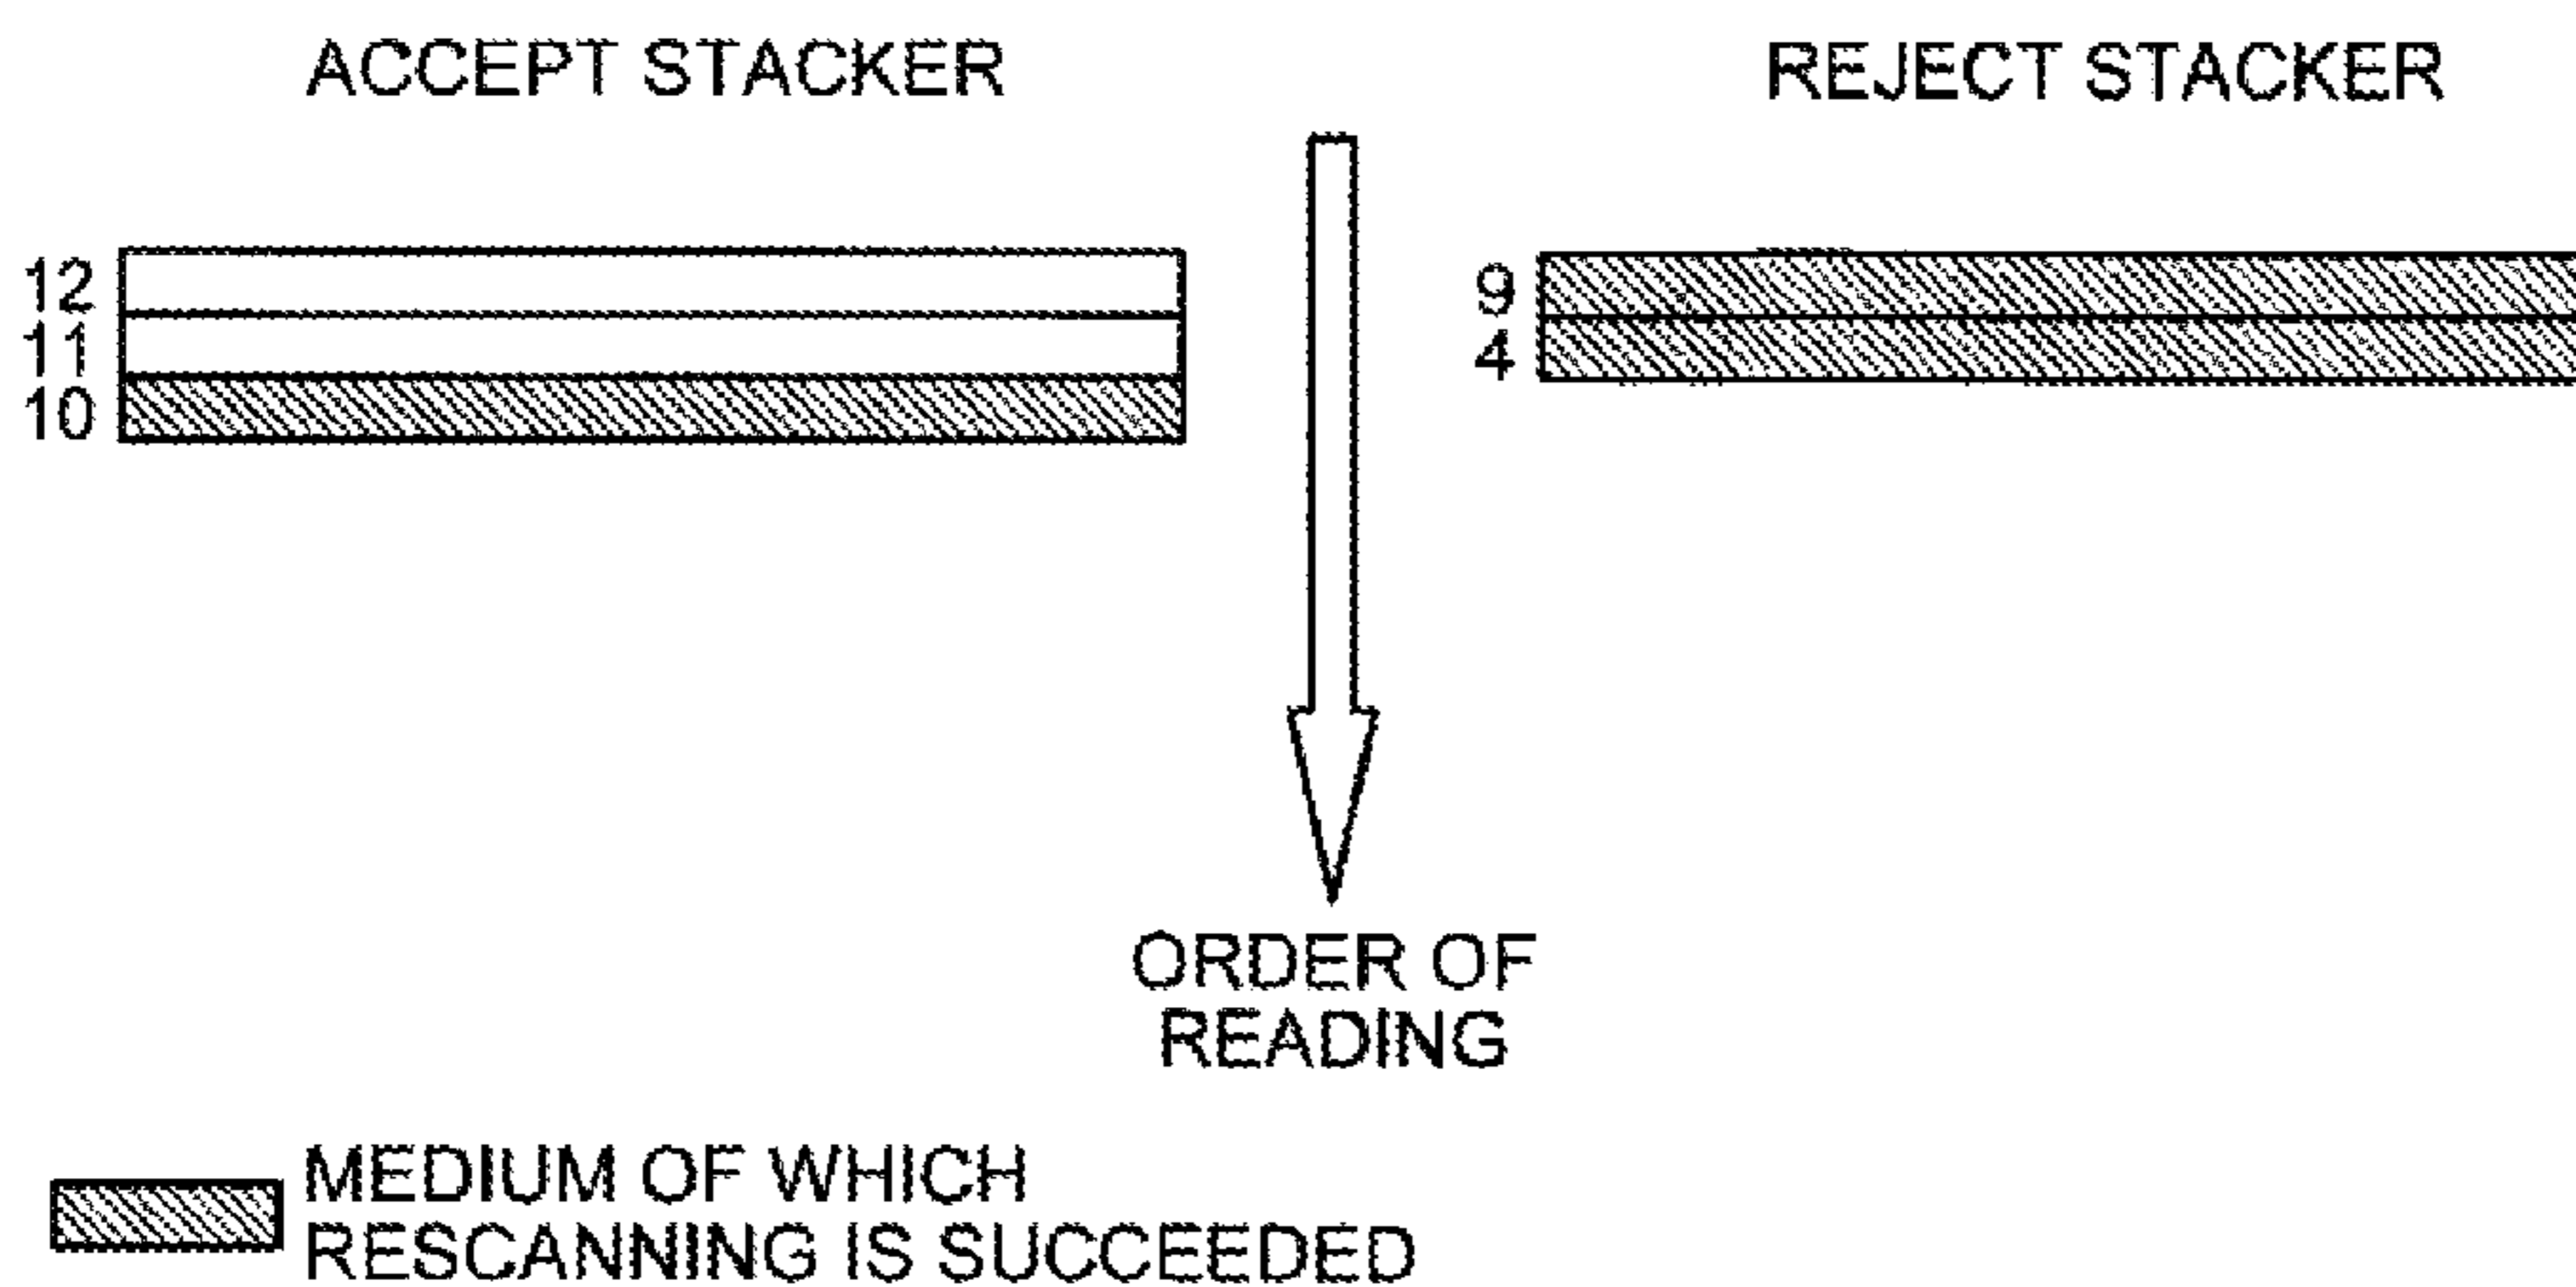 ACCEPT STACKER
REJECT STACKER
12
11
10
9
4
ORDER OF
READING
MEDIUM OF WHICH
RESCANNING IS SUCCEEDED